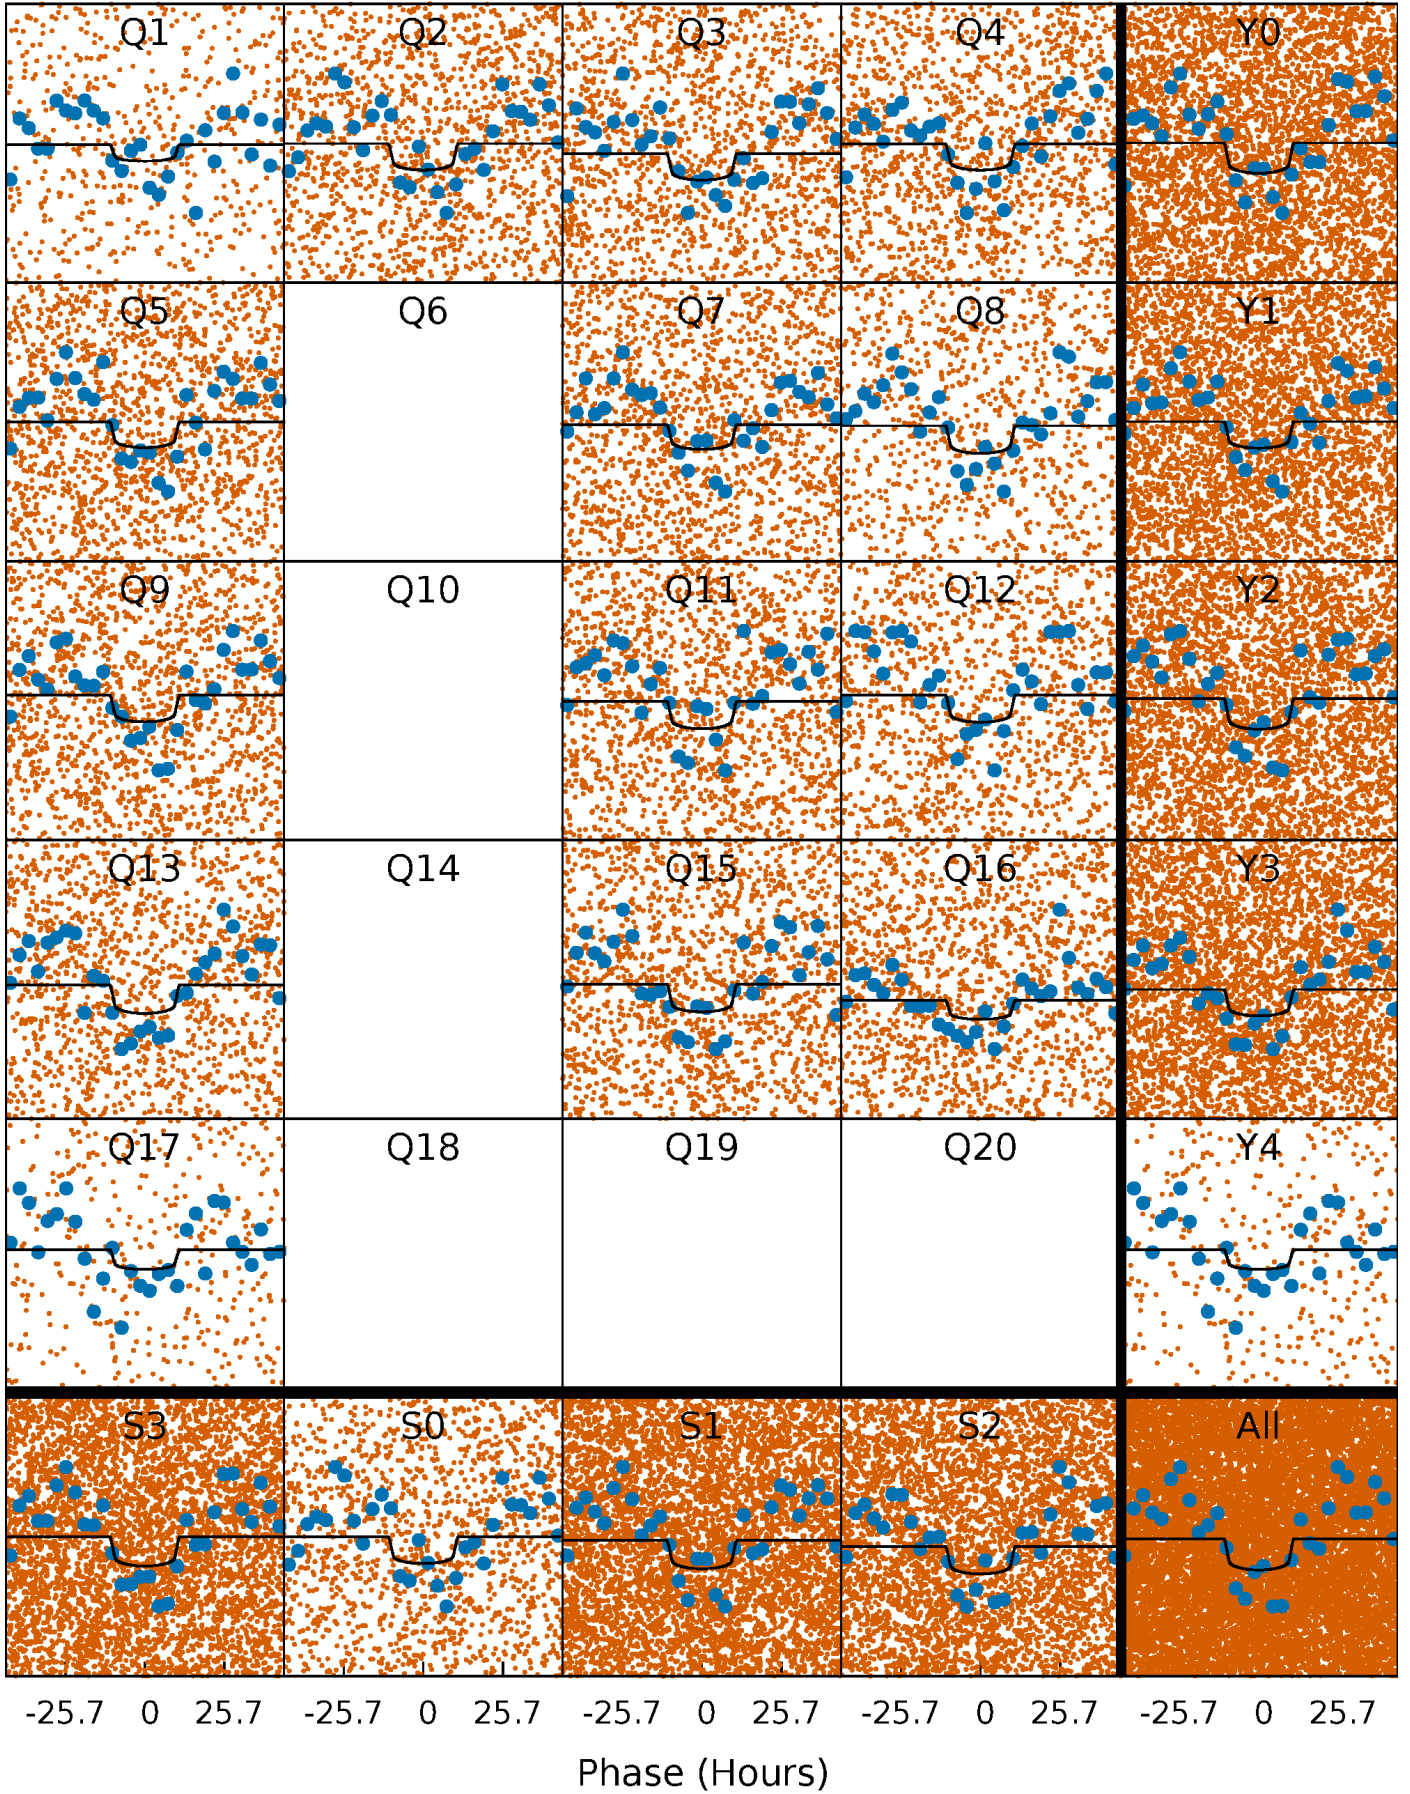 Q1 Q2 Q3 Q4 Y0
Q5 Q6 Q7 Q8 Y1
Q9 Q10 Q11 Q12 Y2
Q13 Q14 Q15 Q16 Y3
Q17 Q18 Q19 Q20 Y4
S3 S0 S1 S2 All
-25.7 0 25.7 -25.7 0 25.7 -25.7 0 25.7 -25.7 0 25.7 -25.7 0 25.7
Phase (Hours)